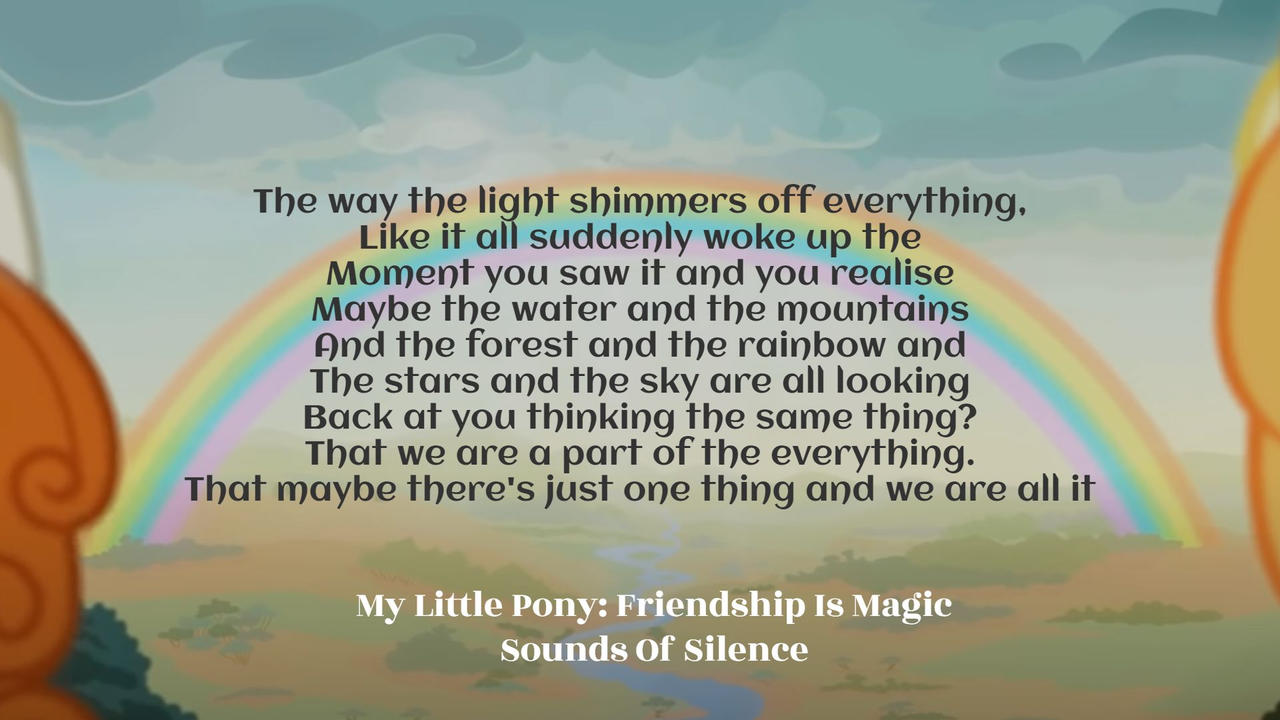 The way the light shimmers off everything,
Like it all suddenly woke up the
Moment you saw it and you realise
Maybe the water and the mountains
And the forest and the rainbow and
The stars and the sky are all looking
Back at you thinking the same thing?
That we are a part of the everything.
That maybe there's just one thing and we are all it
My Little Pony: Friendship Is Magic
Sounds Of Silence